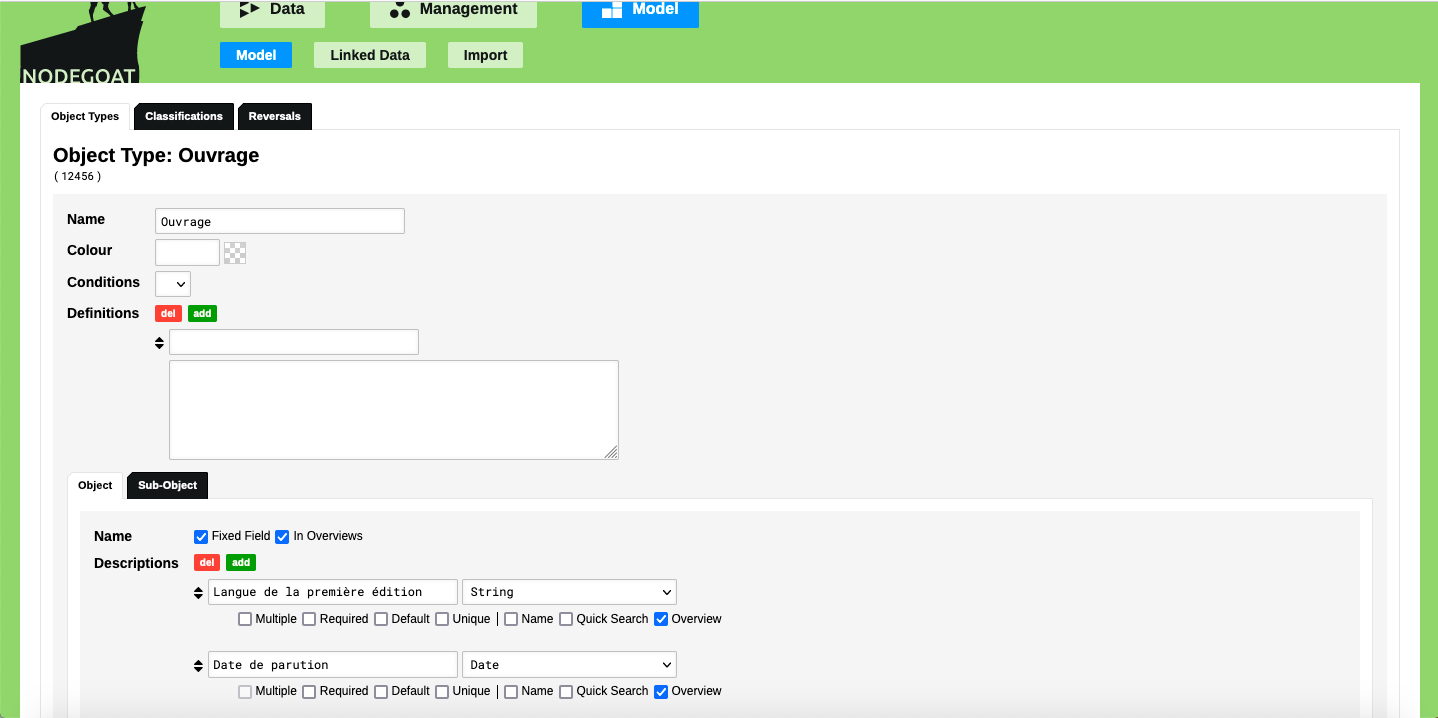 Data Management Model
Model Linked Data Import
NODEGOAT
Object Types Classifications Reversals
Object Type: Ouvrage
( 12456 )
Name Ouvrage
Colour
Conditions
Definitions del add
Object Sub-Object
Name Fixed Field In Overviews
Descriptions del add
Langue de la première édition String
Multiple Required Default Unique | Name Quick Search Overview
Date de parution Date
Multiple Required Default Unique | Name Quick Search Overview